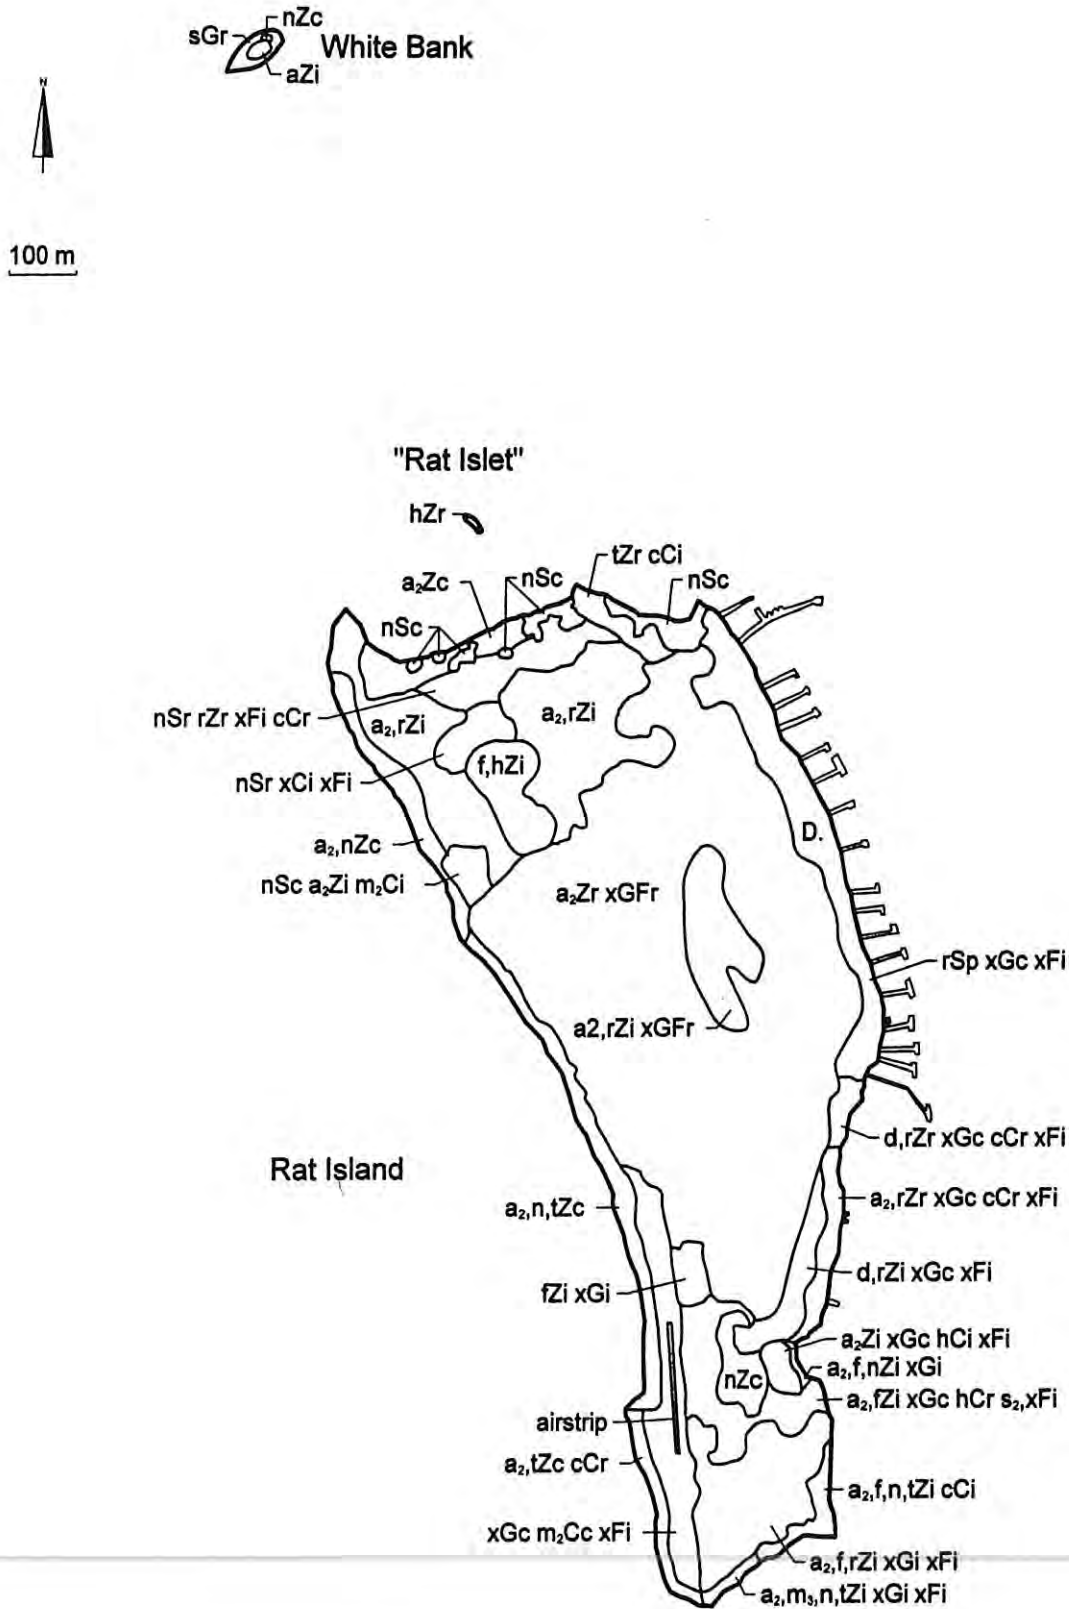 nZc
sGr
White Bank
aZi
N
100 m
"Rat Islet"
hZr
tZr cCi
a₂Zc
nSc
nSc
nSc
nSr rZr xFi cCr
a₂,rZi
a₂,rZi
nSr xCi xFi
f,hZi
D.
a₂,nZc
nSc a₂Zi m₂Ci
a₂Zr xGFr
rSp xGc xFi
a2,rZi xGFr
d,rZr xGc cCr xFi
Rat Island
a₂,n,tZc
a₂,rZr xGc cCr xFi
d,rZi xGc xFi
fZi xGi
a₂Zi xGc hCi xFi
a₂,f,nZi xGi
nZc
a₂,fZi xGc hCr s₂,xFi
airstrip
a₂,tZc cCr
a₂,f,n,tZi cCi
xGc m₂Cc xFi
a₂,f,rZi xGi xFi
a₂,m₃,n,tZi xGi xFi